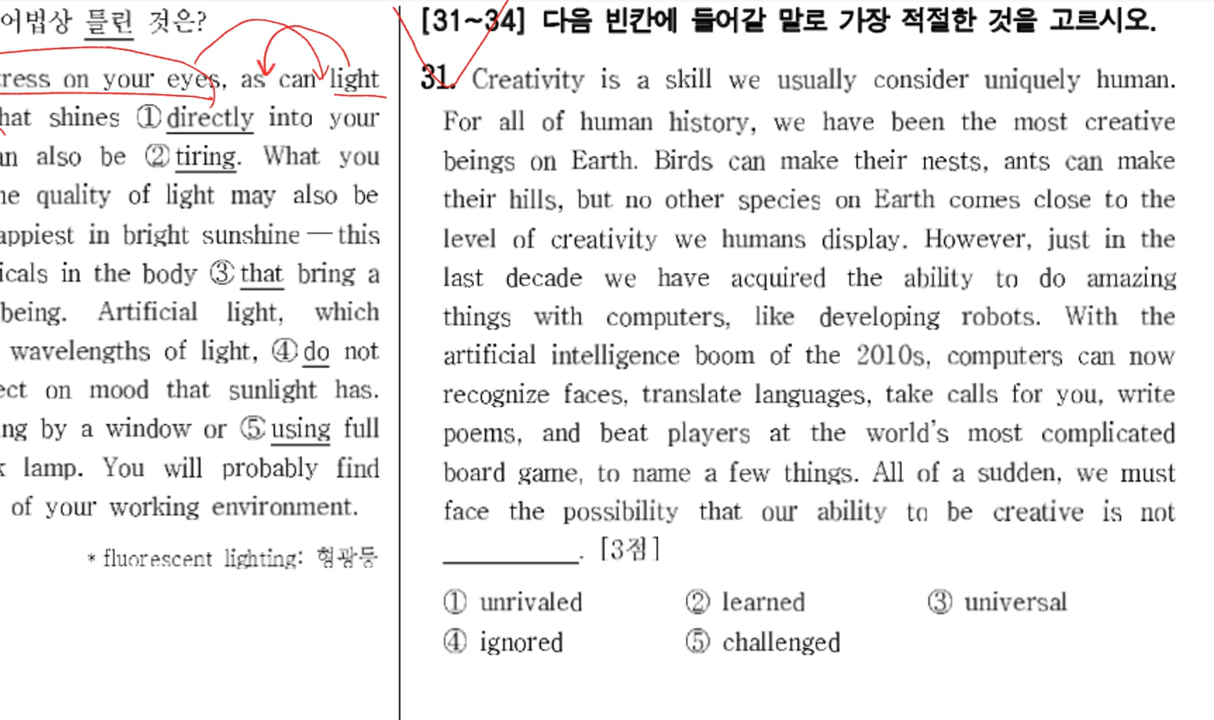 어법상 틀린 것은?
tress on your eyes, as can light
hat shines ① directly into your
an also be ② tiring. What you
ne quality of light may also be
appiest in bright sunshine — this
icals in the body ③ that bring a
being. Artificial light, which
wavelengths of light, ④ do not
ect on mood that sunlight has.
ng by a window or ⑤ using full
lamp. You will probably find
of your working environment.
* fluorescent lighting: 형광등
[31~34] 다음 빈칸에 들어갈 말로 가장 적절한 것을 고르시오.
31. Creativity is a skill we usually consider uniquely human.
For all of human history, we have been the most creative
beings on Earth. Birds can make their nests, ants can make
their hills, but no other species on Earth comes close to the
level of creativity we humans display. However, just in the
last decade we have acquired the ability to do amazing
things with computers, like developing robots. With the
artificial intelligence boom of the 2010s, computers can now
recognize faces, translate languages, take calls for you, write
poems, and beat players at the world's most complicated
board game, to name a few things. All of a sudden, we must
face the possibility that our ability to be creative is not
__________. [3점]
① unrivaled ② learned ③ universal
④ ignored ⑤ challenged